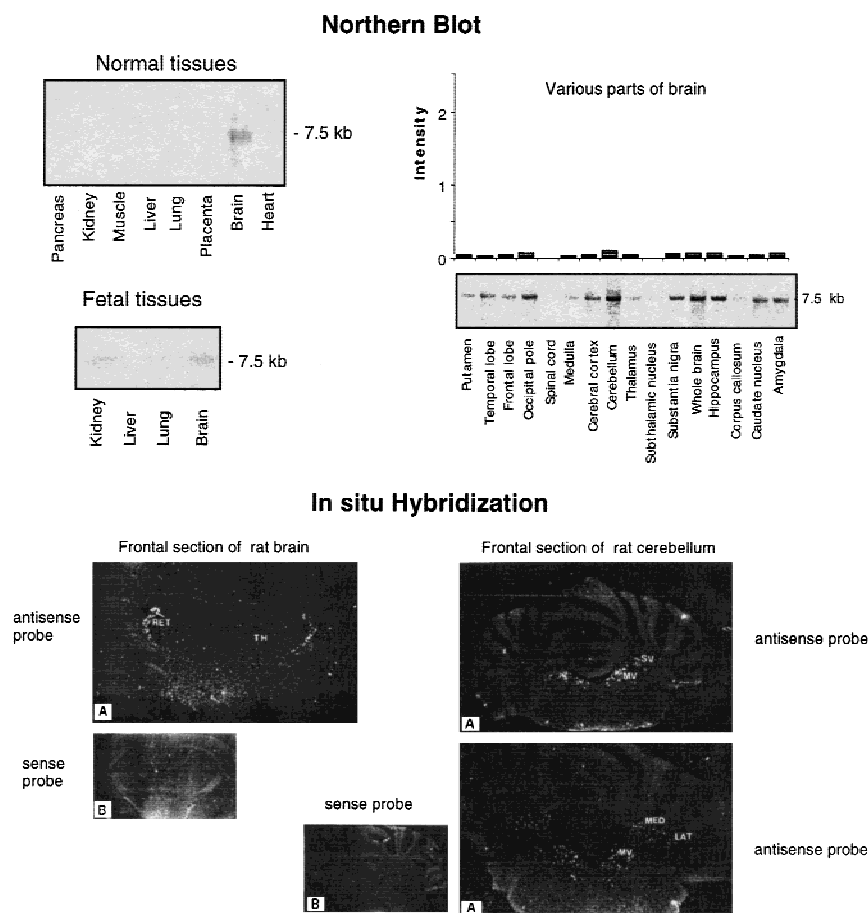 Northern Blot
Normal tissues
- 7.5 kb
Pancreas
Kidney
Muscle
Liver
Lung
Placenta
Brain
Heart
Fetal tissues
- 7.5 kb
Kidney
Liver
Lung
Brain
Various parts of brain
Intensity
2
1
0
7.5 kb
Putamen
Temporal lobe
Frontal lobe
Occipital pole
Spinal cord
Medulla
Cerebral cortex
Cerebellum
Thalamus
Subthalamic nucleus
Substantia nigra
Whole brain
Hippocampus
Corpus callosum
Caudate nucleus
Amygdala
In situ Hybridization
Frontal section of rat brain
antisense
probe
RET
TH
A
sense
probe
B
Frontal section of rat cerebellum
antisense probe
SV
MV
A
sense probe
B
MED
LAT
MV
A
antisense probe